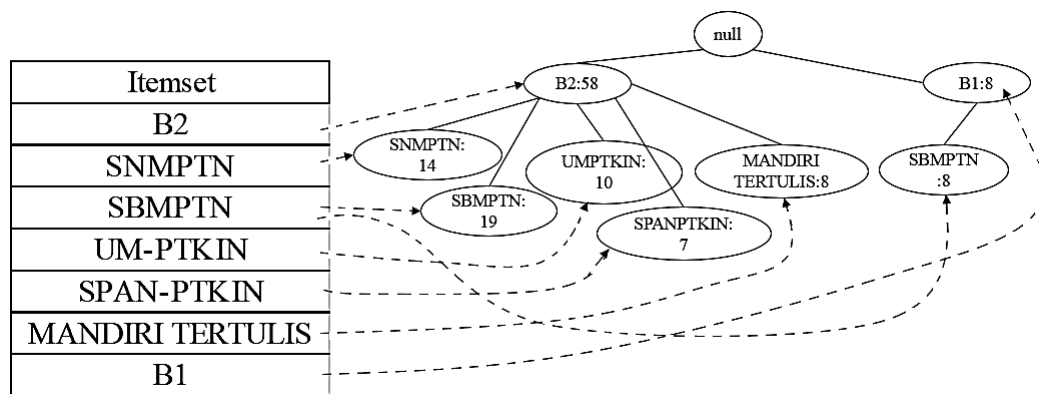 null
B2:58
B1:8
Itemset
B2
SNMPTN
SBMPTN
UM-PTKIN
SPAN-PTKIN
MANDIRI TERTULIS
B1
SNMPTN:
14
SBMPTN:
19
UMPTKIN:
10
SPANPTKIN:
7
MANDIRI
TERTULIS:8
SBMPTN
:8